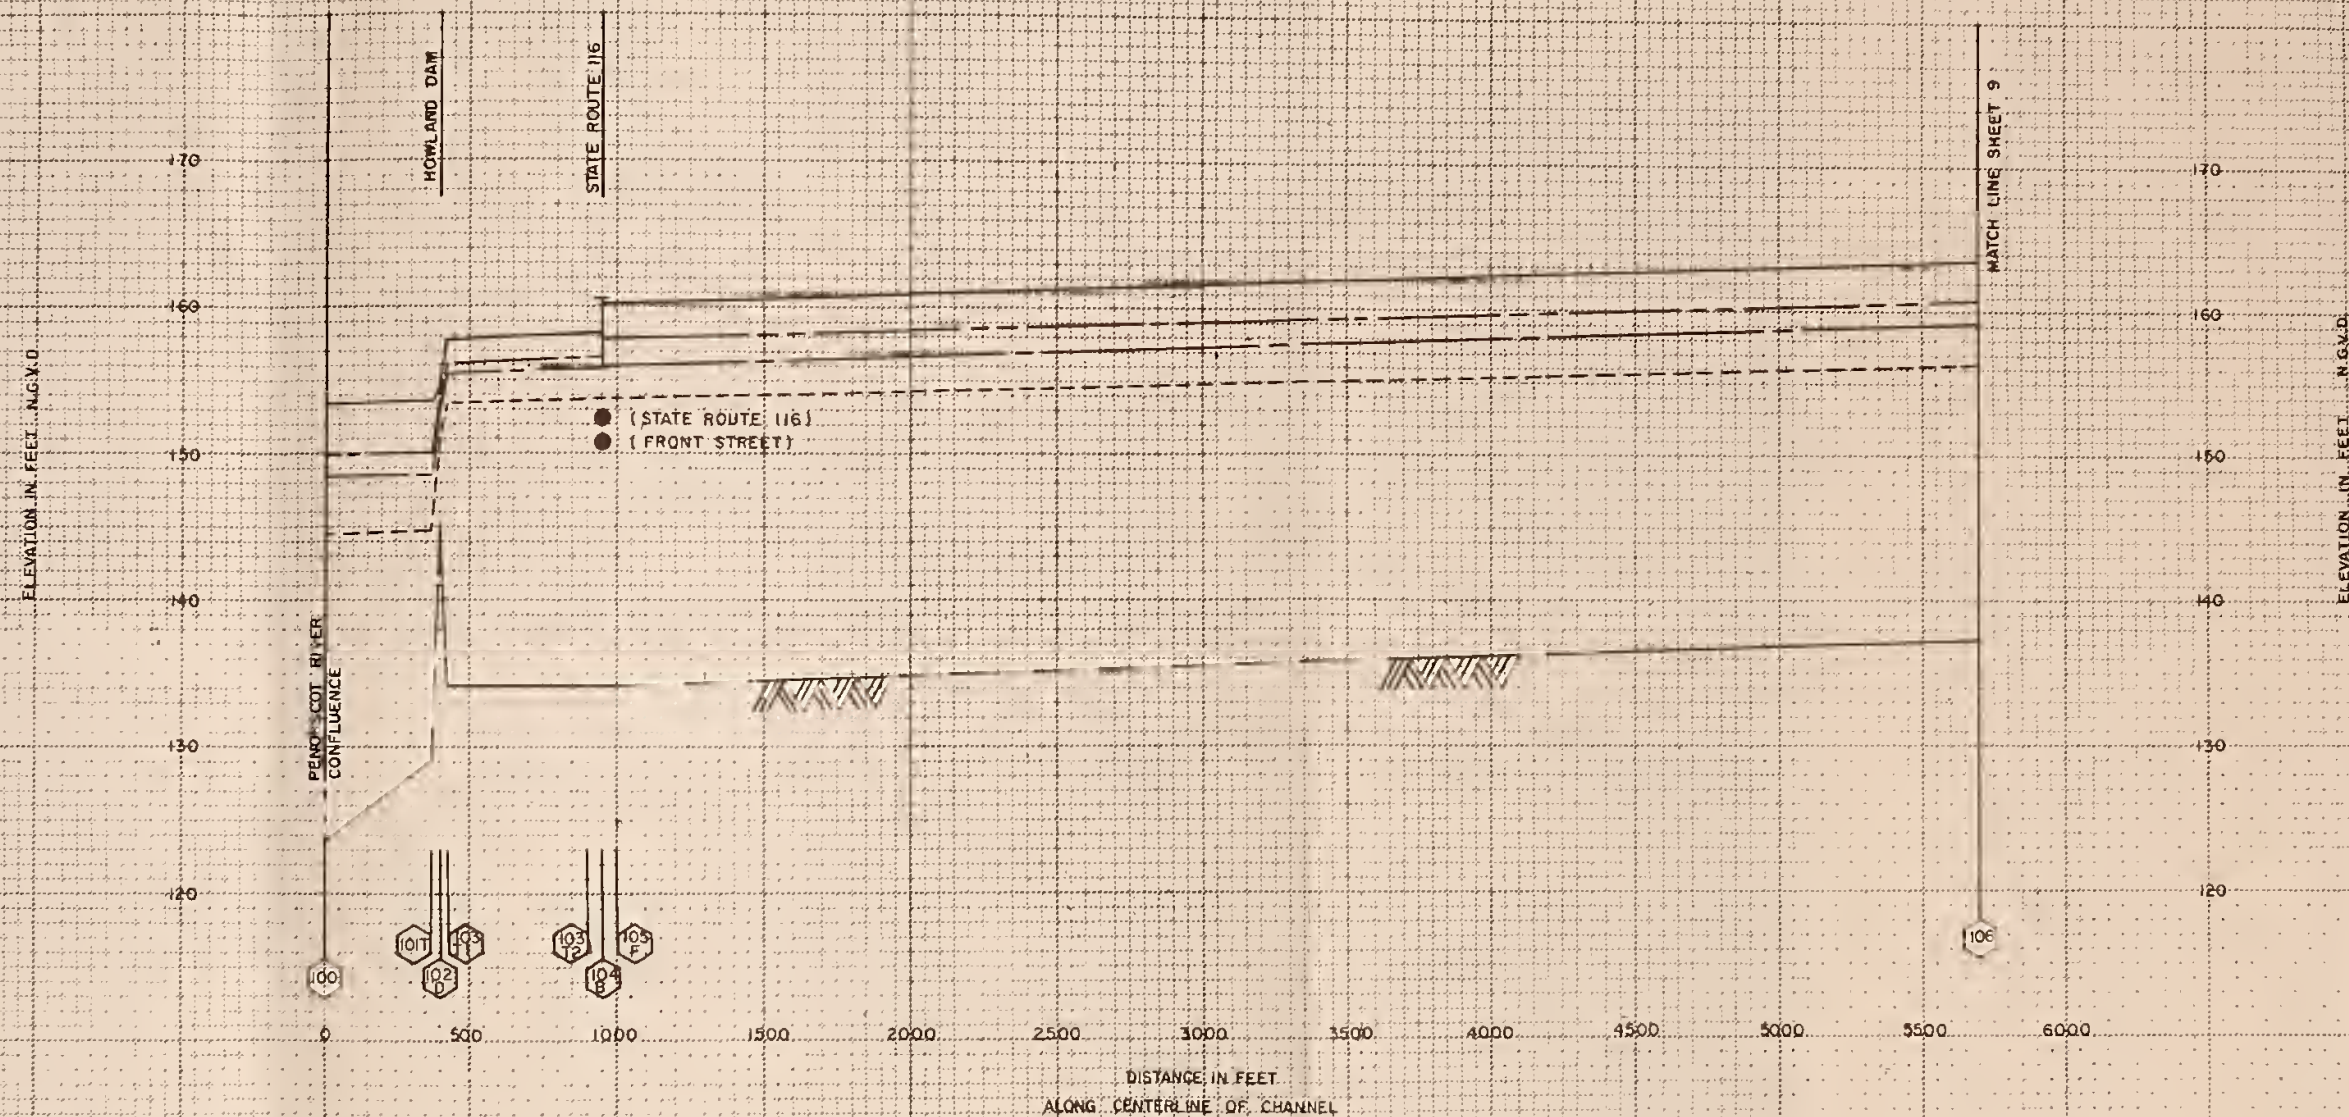 HOWLAND DAM
STATE ROUTE 116
MATCH LINE SHEET 9
170
170
160
160
ELEVATION IN FEET N.G.V.D.
ELEVATION IN FEET N.G.V.D.
(STATE ROUTE 116)
(FRONT STREET)
150
150
140
140
PENOBSCOT RIVER
CONFLUENCE
130
130
120
120
100
101T
102
D
103
T1
103
T2
104
B
105
F
106
0
500
1000
1500
2000
2500
3000
3500
4000
4500
5000
5500
6000
DISTANCE IN FEET
ALONG CENTERLINE OF CHANNEL